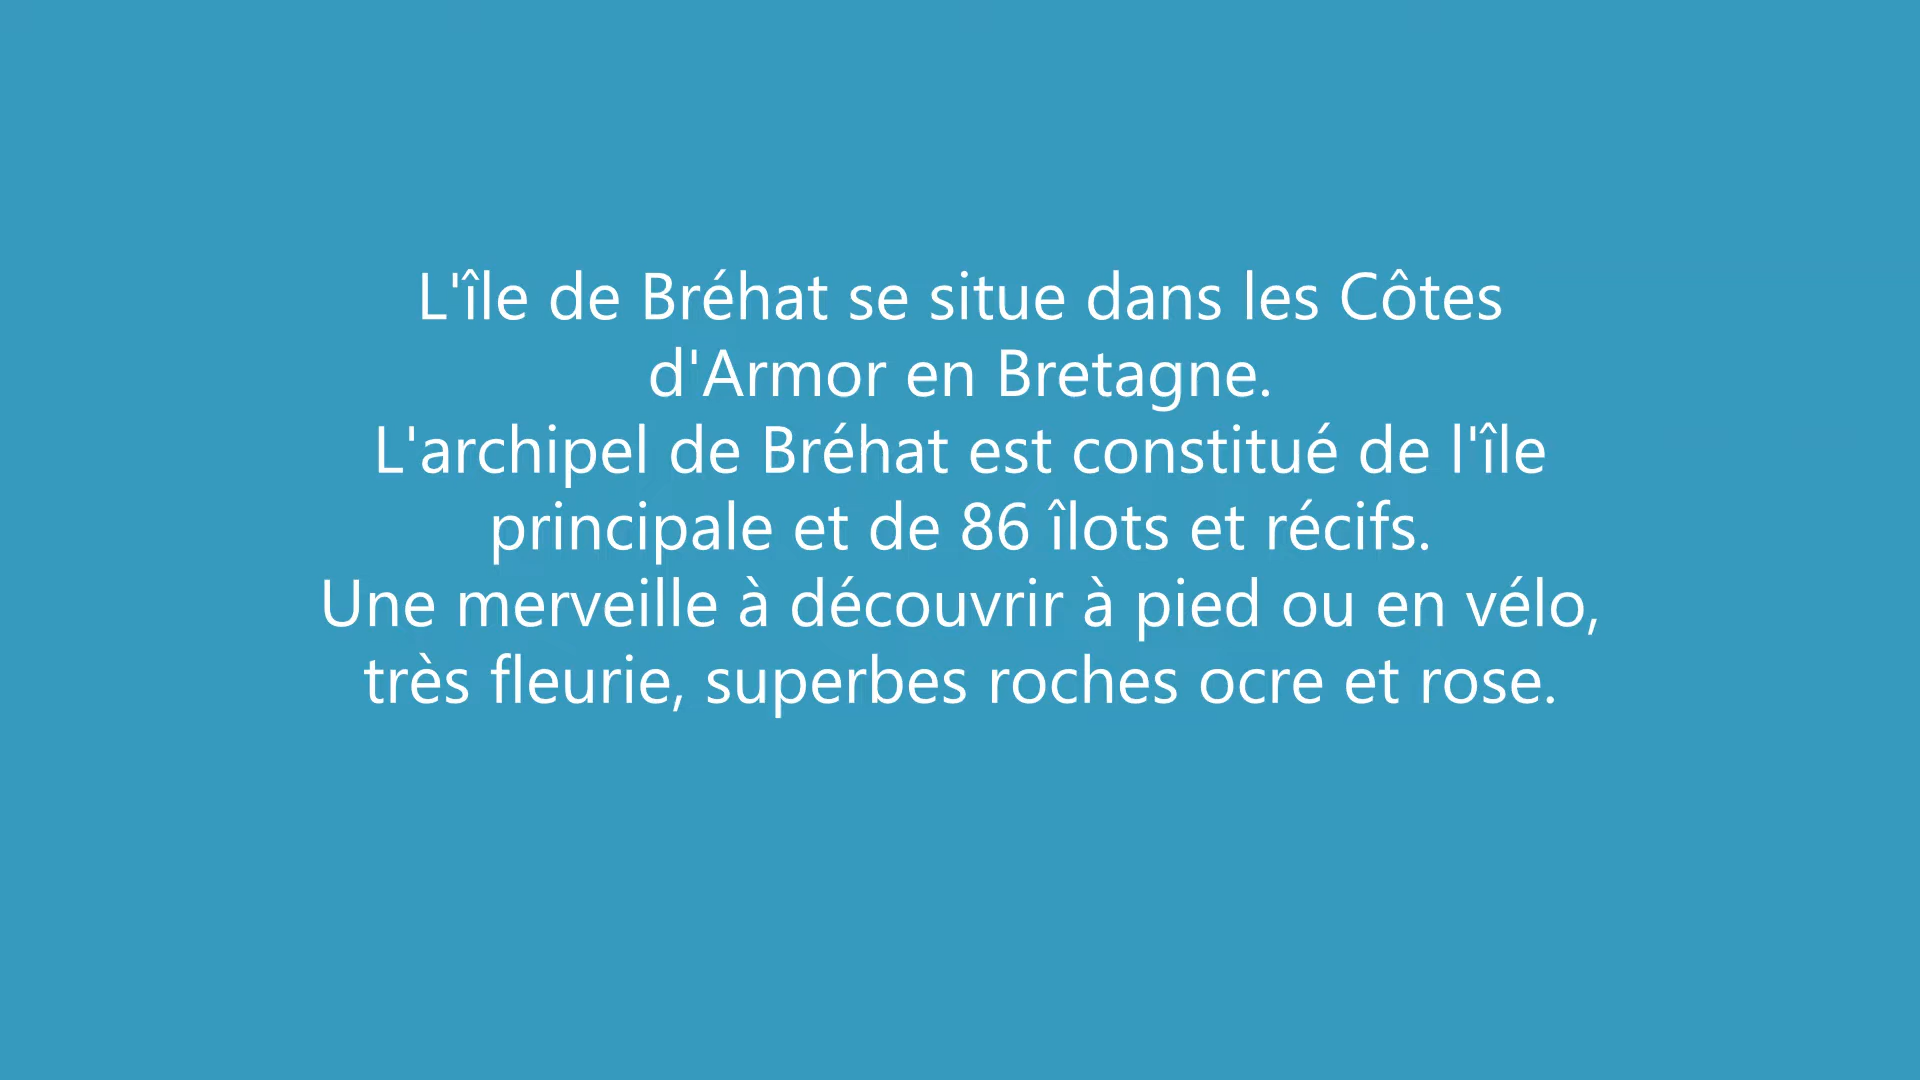 L'île de Bréhat se situe dans les Côtes
d'Armor en Bretagne.
L'archipel de Bréhat est constitué de l'île
principale et de 86 îlots et récifs.
Une merveille à découvrir à pied ou en vélo,
très fleurie, superbes roches ocre et rose.